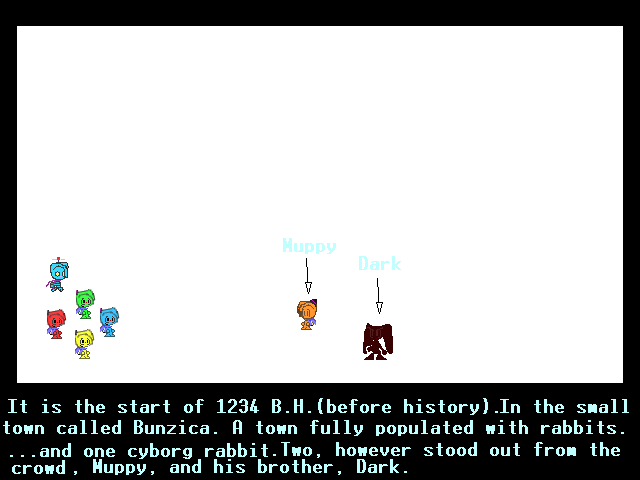 Muppy
Dark
It is the start of 1234 B.H.(before history).In the small
town called Bunzica. A town fully populated with rabbits.
...and one cyborg rabbit.Two, however stood out from the
crowd, Muppy, and his brother, Dark.